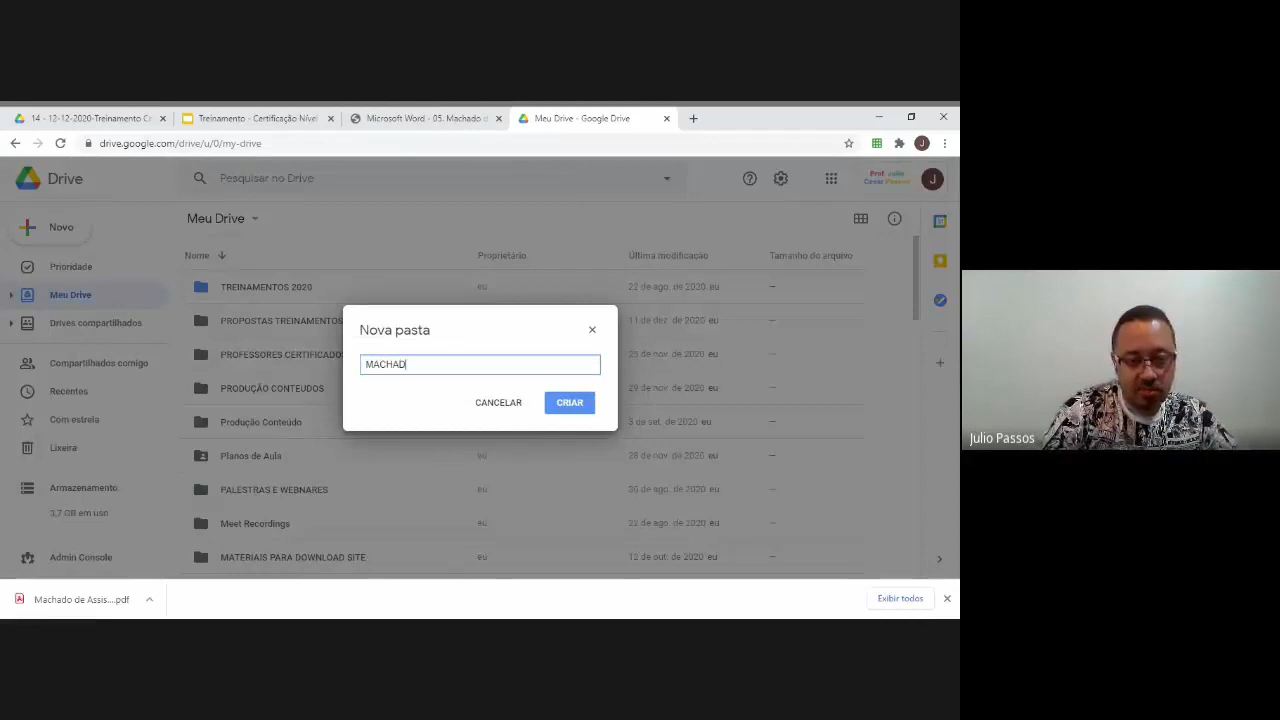 14 - 12-12-2020-Treinamento C
Treinamento - Certificação Nível
Microsoft Word - 05. Machado d
Meu Drive - Google Drive
drive.google.com/drive/u/0/my-drive
Drive
Pesquisar no Drive
Prof. Julio
Cesar Passos
J
Novo
Meu Drive
Nome
Proprietário
Última modificação
Tamanho do arquivo
Prioridade
Meu Drive
Drives compartilhados
Compartilhados comigo
Recentes
Com estrela
Lixeira
Armazenamento
3,7 GB em uso
Admin Console
TREINAMENTOS 2020 eu 22 de ago. de 2020 eu —
PROPOSTAS TREINAMENTOS 11 de dez. de 2020 eu —
PROFESSORES CERTIFICADOS de nov. de 2020 eu —
PRODUÇÃO CONTEUDOS 29 de nov. de 2020 eu —
Produção Conteúdo 3 de set. de 2020 eu —
Planos de Aula eu 28 de nov. de 2020 eu —
PALESTRAS E WEBNARES eu de ago. de 2020 eu —
Meet Recordings eu 22 de ago. de 2020 eu —
MATERIAIS PARA DOWNLOAD SITE eu 12 de out. de 2020 eu —
Nova pasta
MACHAD
CANCELAR
CRIAR
Machado de Assis....pdf
Exibir todos
Julio Passos